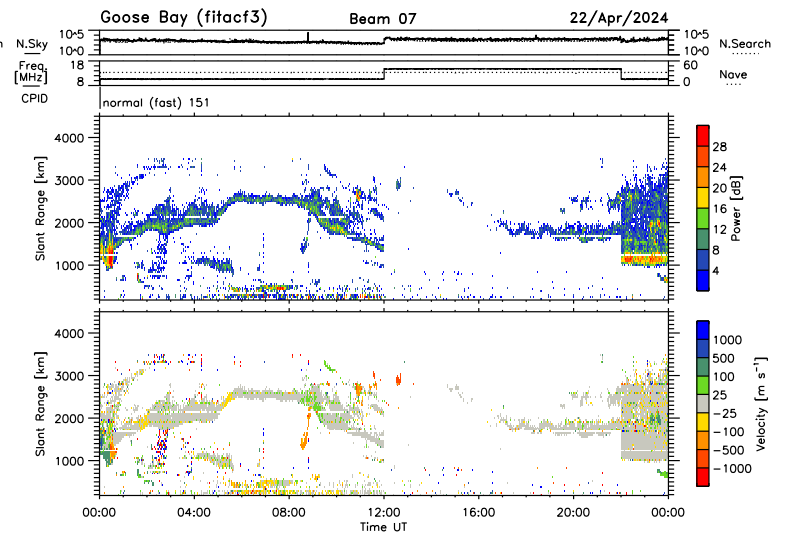 Goose Bay (fitacf3) Beam 07 22/Apr/2024
N.Sky 10^5 10^0 10^5 10^0 N.Search
Freq. [MHz] 18 8 60 0 Nave
CPID normal (fast) 151
Slant Range [km] 4000 3000 2000 1000
Power [dB] 28 24 20 16 12 8 4
Slant Range [km] 4000 3000 2000 1000
Velocity [m s⁻¹] 1000 500 100 25 −25 −100 −500 −1000
00:00 04:00 08:00 12:00 16:00 20:00 00:00
Time UT